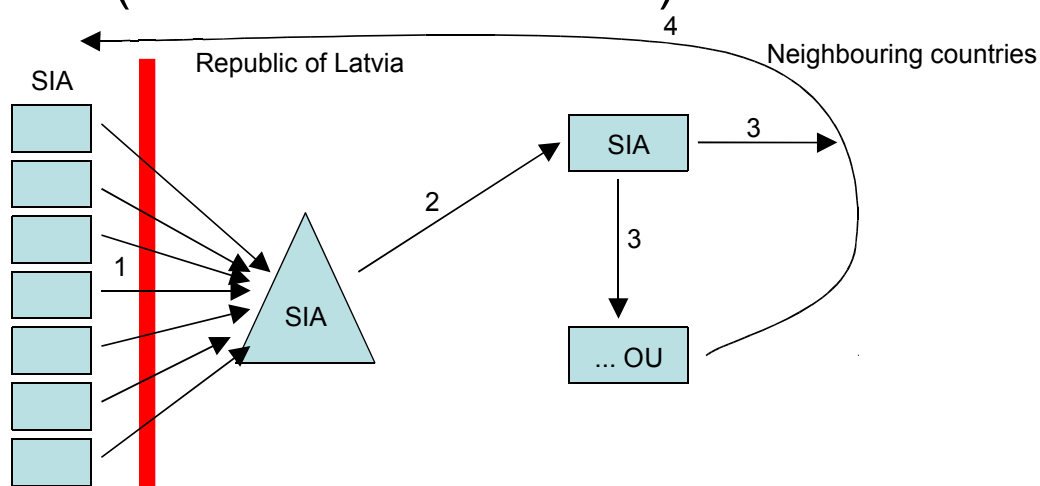 4
Neighbouring countries
Republic of Latvia
SIA
SIA
3
2
3
1
SIA
... OU